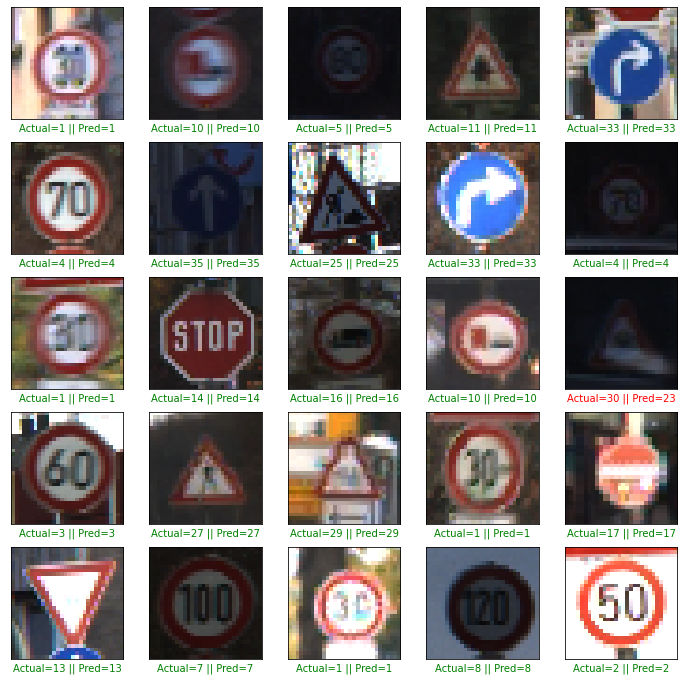 30
Actual=1 || Pred=1
Actual=10 || Pred=10
Actual=5 || Pred=5
Actual=11 || Pred=11
Actual=33 || Pred=33
70
Actual=4 || Pred=4
Actual=35 || Pred=35
Actual=25 || Pred=25
Actual=33 || Pred=33
70
Actual=4 || Pred=4
30
Actual=1 || Pred=1
STOP
Actual=14 || Pred=14
Actual=16 || Pred=16
Actual=10 || Pred=10
Actual=30 || Pred=23
60
Actual=3 || Pred=3
Actual=27 || Pred=27
Actual=29 || Pred=29
30
Actual=1 || Pred=1
Actual=17 || Pred=17
Actual=13 || Pred=13
100
Actual=7 || Pred=7
30
Actual=1 || Pred=1
120
Actual=8 || Pred=8
50
Actual=2 || Pred=2